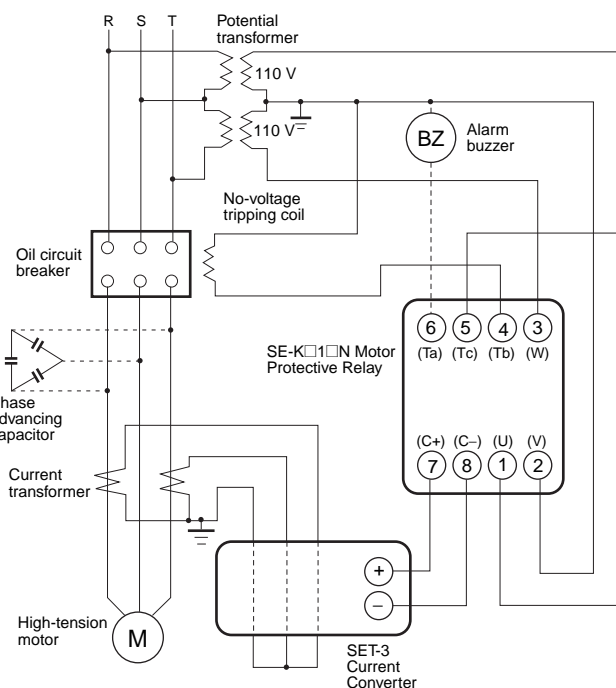 R S T
Potential
transformer
110 V
110 V
BZ
Alarm
buzzer
No-voltage
tripping coil
Oil circuit
breaker
SE-K□1□N Motor
Protective Relay
6 5 4 3
(Ta) (Tc) (Tb) (W)
(C+) (C−) (U) (V)
7 8 1 2
hase
dvancing
apacitor
Current
transformer
+
−
High-tension
motor
M
SET-3
Current
Converter